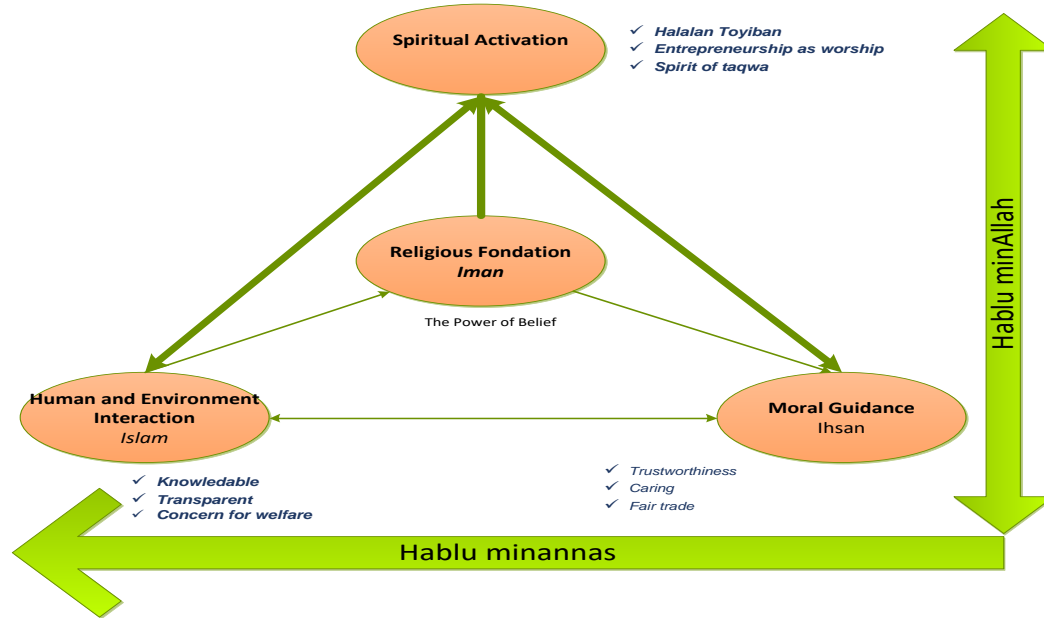 Spiritual Activation
Halalan Toyiban
Entrepreneurship as worship
Spirit of taqwa
Religious Fondation
Iman
The Power of Belief
Hablu minAllah
Human and Environment
Interaction
Islam
Moral Guidance
Ihsan
Knowledable
Transparent
Concern for welfare
Trustworthiness
Caring
Fair trade
Hablu minannas